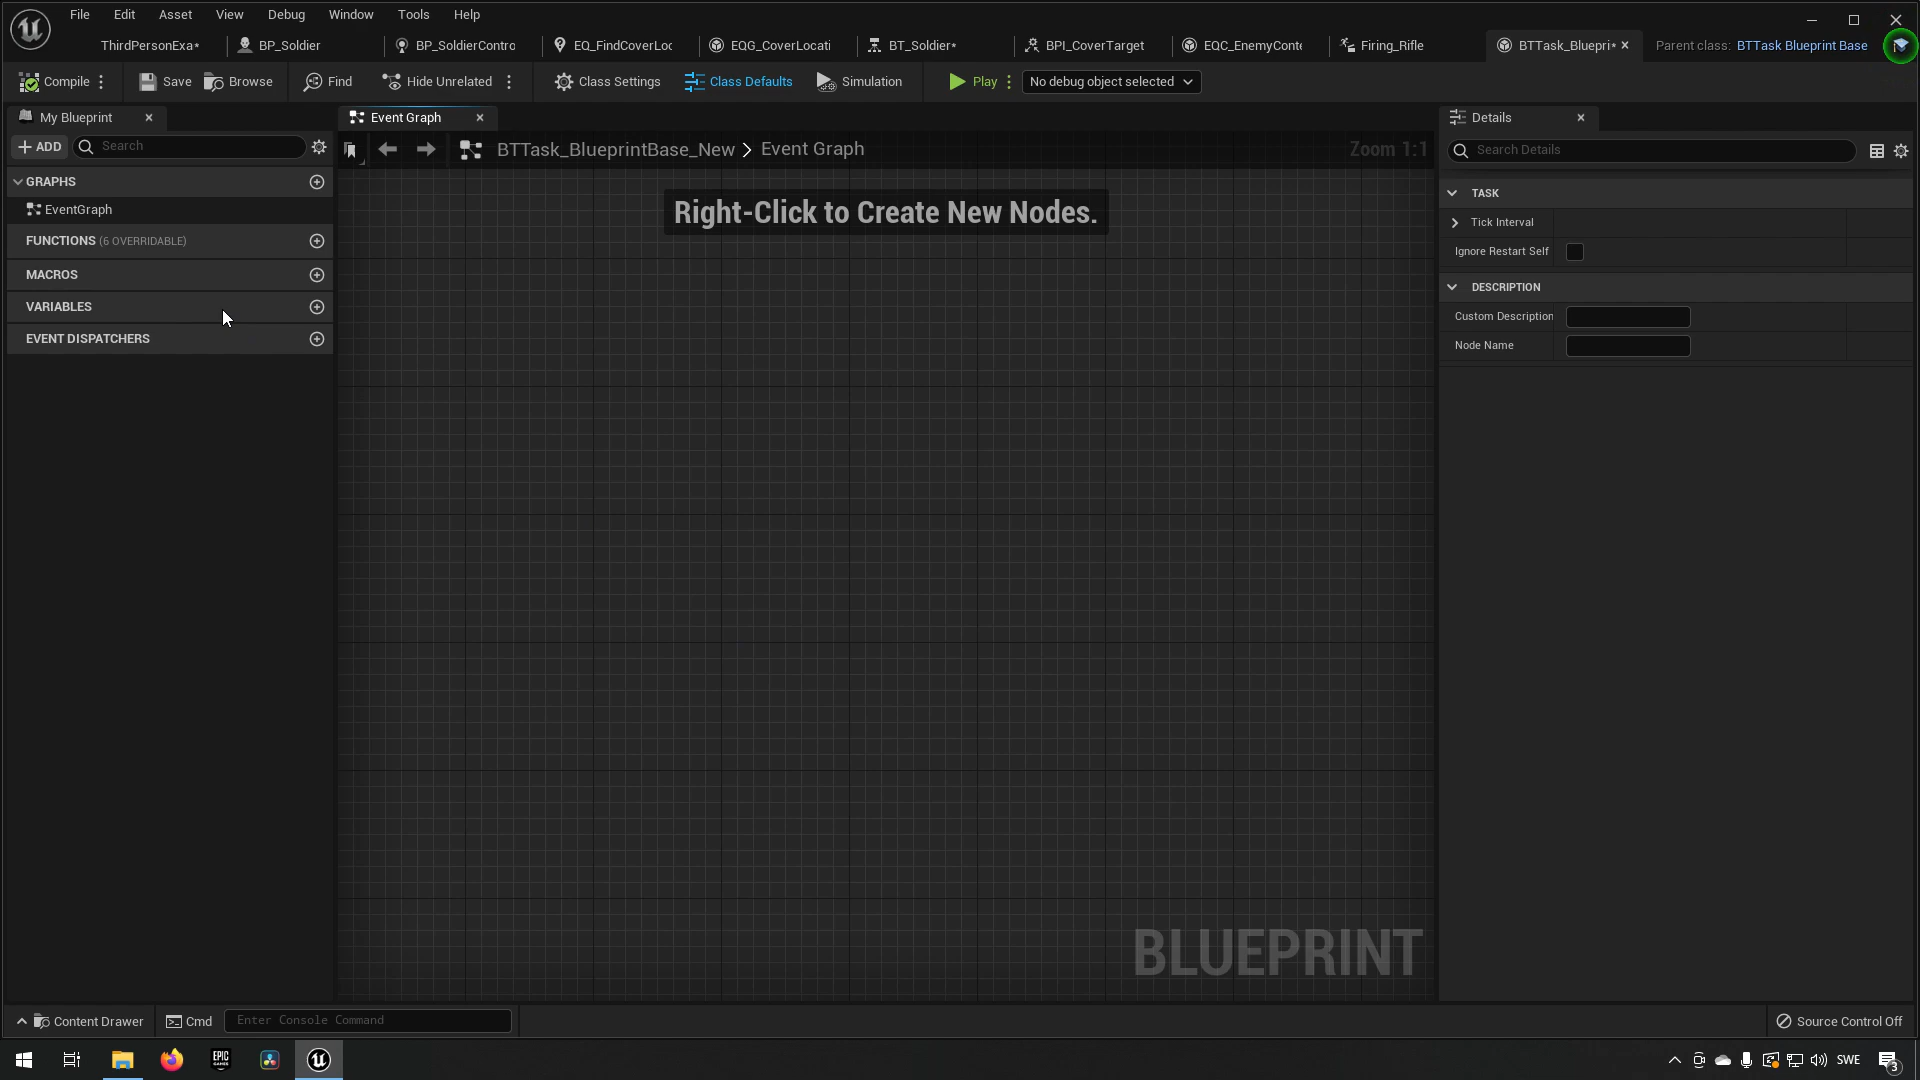 File Edit Asset View Debug Window Tools Help
ThirdPersonExa* BP_Soldier BP_SoldierContro EQ_FindCoverLoc EQG_CoverLocati BT_Soldier* BPI_CoverTarget EQC_EnemyConte Firing_Rifle BTTask_Bluepri* Parent class: BTTask Blueprint Base
Compile Save Browse Find Hide Unrelated Class Settings Class Defaults Simulation Play No debug object selected
My Blueprint Event Graph Details
ADD Search BTTask_BlueprintBase_New > Event Graph Zoom 1:1 Search Details
GRAPHS
EventGraph
FUNCTIONS (6 OVERRIDABLE)
MACROS
VARIABLES
EVENT DISPATCHERS
Right-Click to Create New Nodes.
BLUEPRINT
TASK
Tick Interval
Ignore Restart Self
DESCRIPTION
Custom Description
Node Name
Content Drawer Cmd Enter Console Command Source Control Off
EPIC GAMES SWE 3